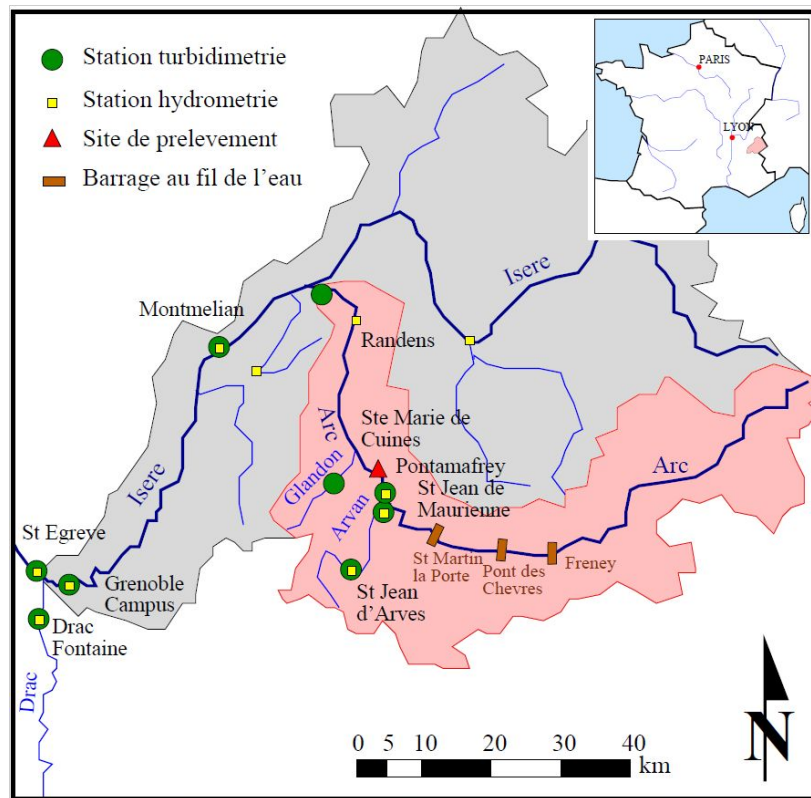 Station turbidimetrie
Station hydrometrie
Site de prelevement
Barrage au fil de l'eau
PARIS
LYON
Isere
Montmelian
Randens
Arc
Ste Marie de
Cuines
Glandon
Pontamafrey
Arc
Isere
Arvan
St Jean de
Maurienne
St Egreve
Grenoble
Campus
St Martin
la Porte
Pont des
Chevres
Freney
St Jean
d'Arves
Drac
Fontaine
Drac
N
0 5 10 20 30 40
km